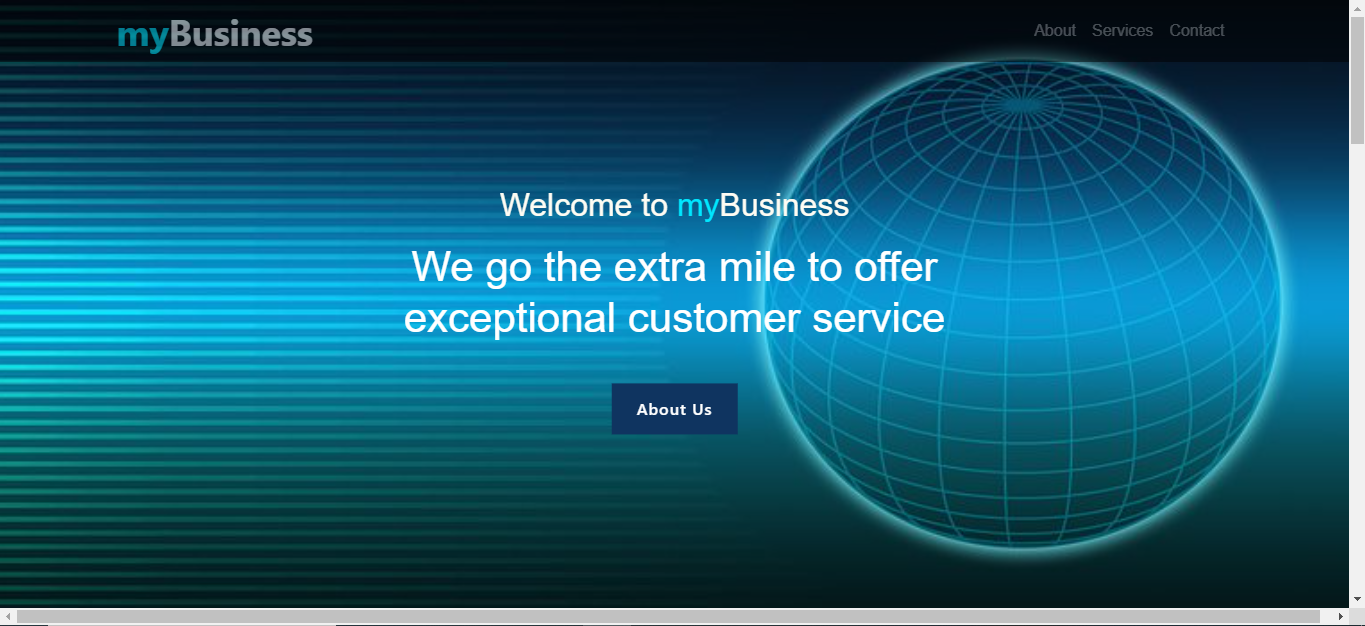 myBusiness
About Services Contact
Welcome to myBusiness
We go the extra mile to offer
exceptional customer service
About Us